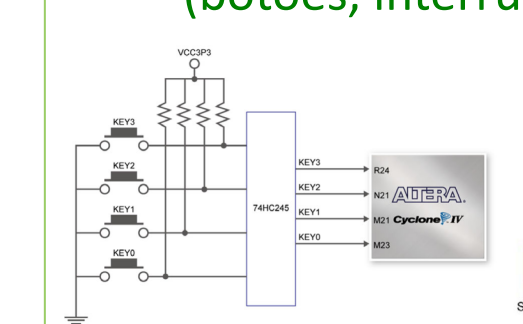 (botões, interru
VCC3P3
KEY3
KEY2
KEY1
KEY0
74HC245
KEY3
KEY2
KEY1
KEY0
R24
N21
M21
M23
ALTERA.
Cyclone IV
S